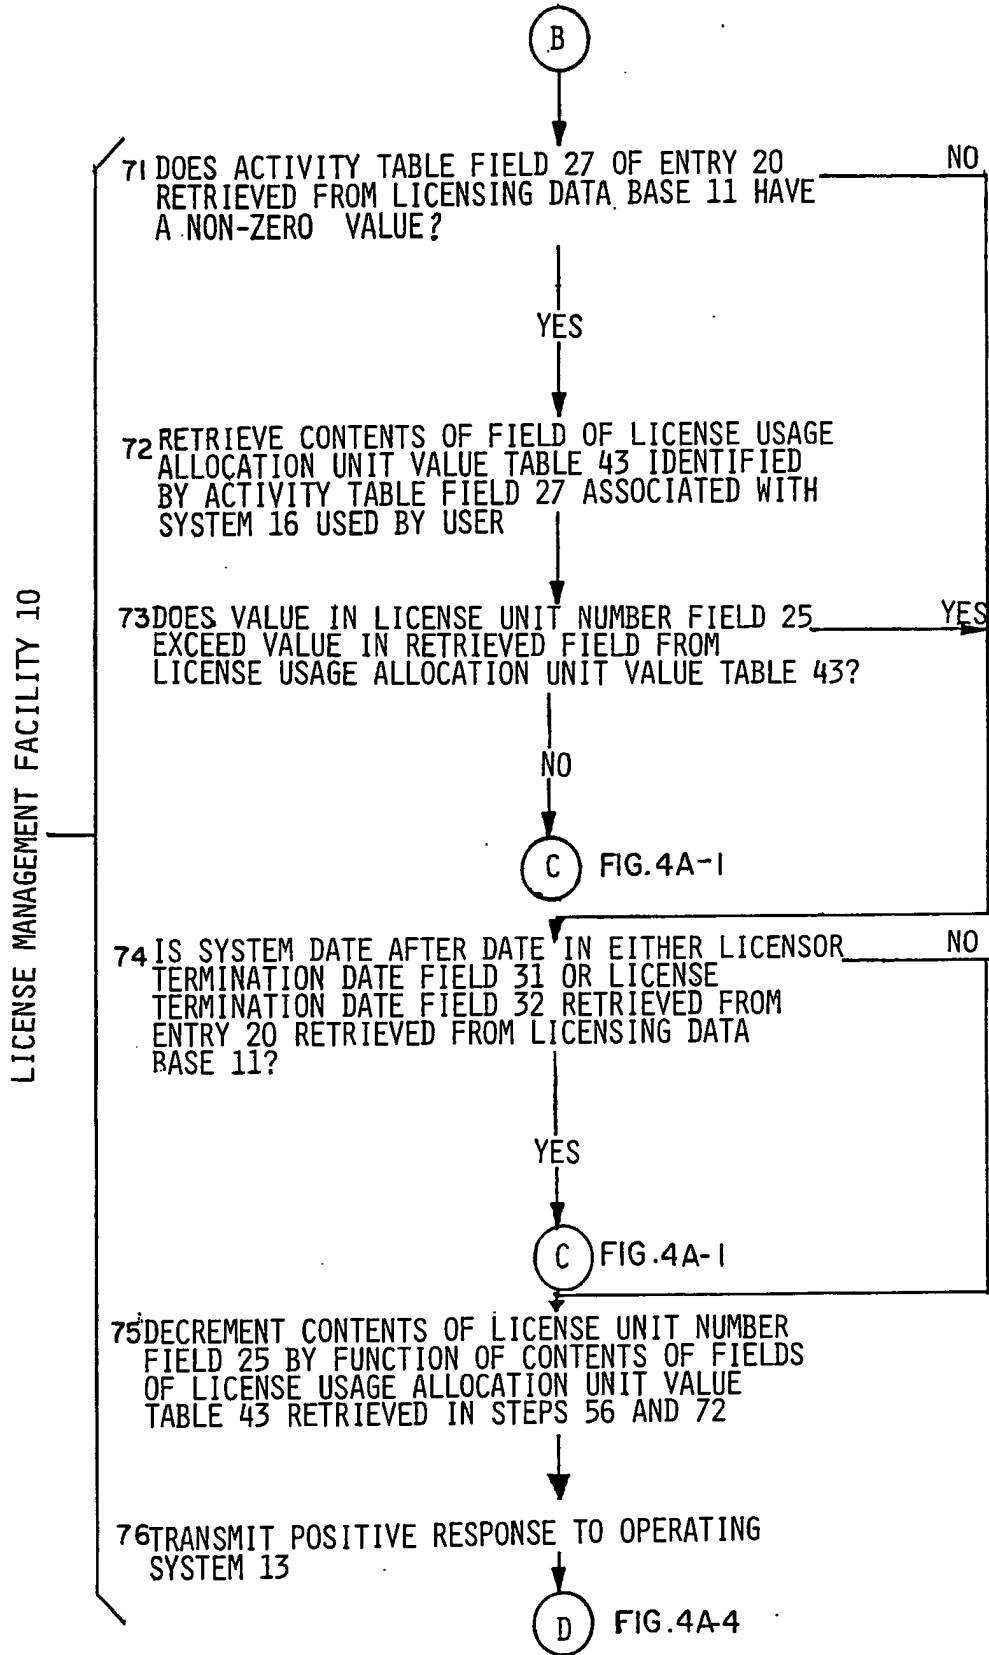 B
71 DOES ACTIVITY TABLE FIELD 27 OF ENTRY 20
NO
RETRIEVED FROM LICENSING DATA BASE 11 HAVE
A NON-ZERO VALUE?
YES
72 RETRIEVE CONTENTS OF FIELD OF LICENSE USAGE
ALLOCATION UNIT VALUE TABLE 43 IDENTIFIED
BY ACTIVITY TABLE FIELD 27 ASSOCIATED WITH
SYSTEM 16 USED BY USER
73 DOES VALUE IN LICENSE UNIT NUMBER FIELD 25
YES
EXCEED VALUE IN RETRIEVED FIELD FROM
LICENSE USAGE ALLOCATION UNIT VALUE TABLE 43?
NO
C FIG.4A-1
74 IS SYSTEM DATE AFTER DATE IN EITHER LICENSOR
NO
TERMINATION DATE FIELD 31 OR LICENSE
TERMINATION DATE FIELD 32 RETRIEVED FROM
ENTRY 20 RETRIEVED FROM LICENSING DATA
BASE 11?
YES
C FIG.4A-1
75 DECREMENT CONTENTS OF LICENSE UNIT NUMBER
FIELD 25 BY FUNCTION OF CONTENTS OF FIELDS
OF LICENSE USAGE ALLOCATION UNIT VALUE
TABLE 43 RETRIEVED IN STEPS 56 AND 72
76 TRANSMIT POSITIVE RESPONSE TO OPERATING
SYSTEM 13
D FIG.4A-4
LICENSE MANAGEMENT FACILITY 10